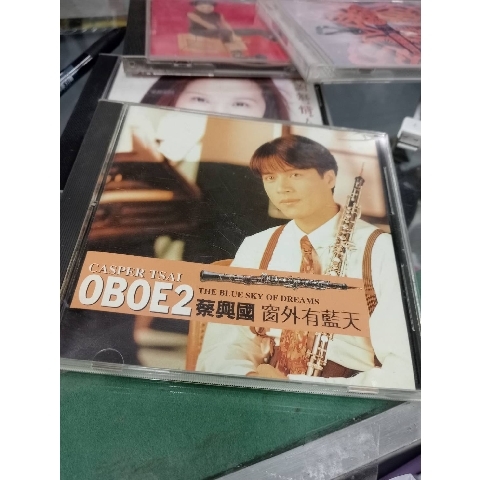 CASPER TSAI
OBOE2
THE BLUE SKY OF DREAMS
蔡興國 窗外有藍天